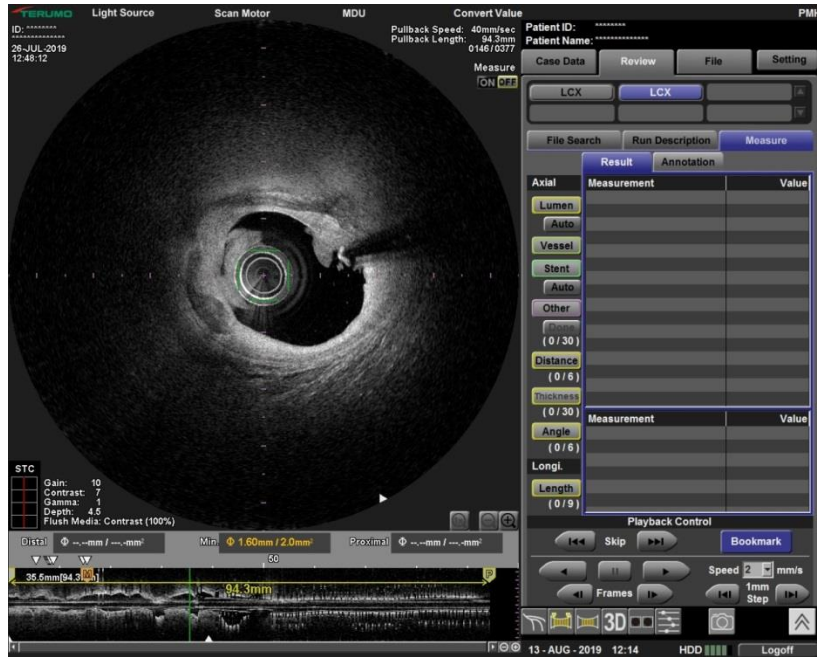 TERUMO Light Source Scan Motor MDU Convert Value
ID: ********
**************
26-JUL-2019
12:48:12
Pullback Speed: 40mm/sec
Pullback Length: 94.3mm
0146/0377
Measure
ON OFF
STC
Gain: 10
Contrast: 7
Gamma: 1
Depth: 4.5
Flush Media: Contrast (100%)
Distal Φ --.--mm / ---.--mm² Min. Φ 1.60mm / 2.0mm² Proximal Φ --.--mm / ---.--mm²
50
35.5mm[94.3
94.3mm
P
Patient ID: ********
Patient Name: **************
Case Data Review File Setting
LCX LCX
File Search Run Description Measure
Result Annotation
Axial Measurement Value
Lumen
Auto
Vessel
Stent
Auto
Other
Done
(0/30)
Distance
(0/6)
Thickness
(0/30)
Angle
(0/6)
Measurement Value
Longi.
Length
(0/9)
Playback Control
Skip Bookmark
Speed 2 mm/s
Frames 1mm Step
3D
13 - AUG - 2019 12:14 HDD Logoff